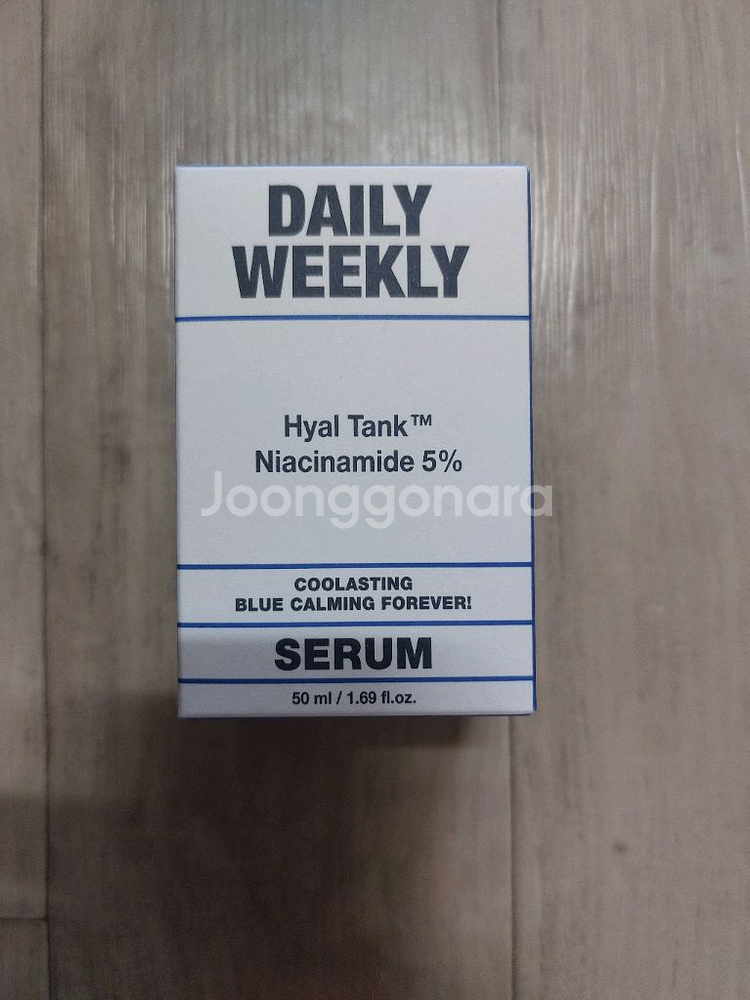 DAILY
WEEKLY
Hyal Tank™
Niacinamide 5%
Joonggonara
COOLASTING
BLUE CALMING FOREVER!
SERUM
50 ml / 1.69 fl.oz.